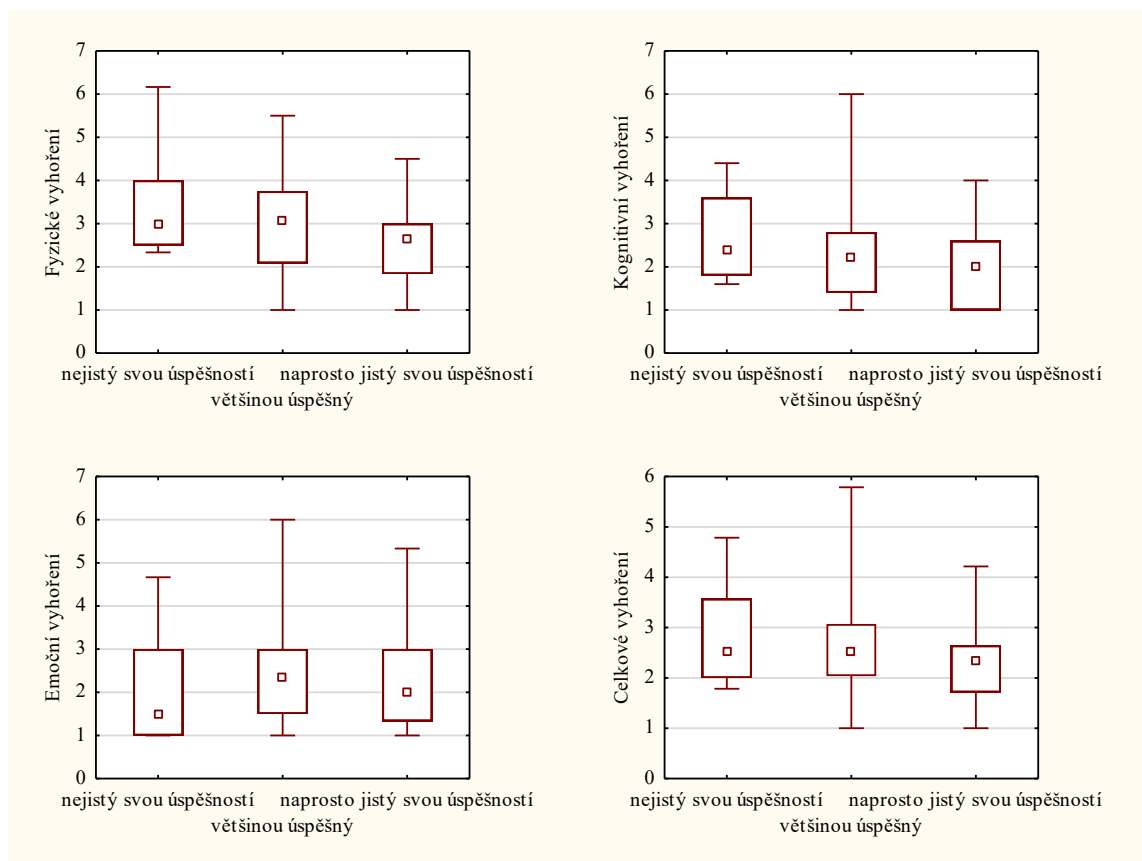 7
6
5
4
3
2
1
0
Fyzické vyhoření
nejistý svou úspěšností naprosto jistý svou úspěšností
většinou úspěšný
7
6
5
4
3
2
1
0
Kognitivní vyhoření
nejistý svou úspěšností naprosto jistý svou úspěšností
většinou úspěšný
7
6
5
4
3
2
1
0
Emoční vyhoření
nejistý svou úspěšností naprosto jistý svou úspěšností
většinou úspěšný
6
5
4
3
2
1
0
Celkové vyhoření
nejistý svou úspěšností naprosto jistý svou úspěšností
většinou úspěšný